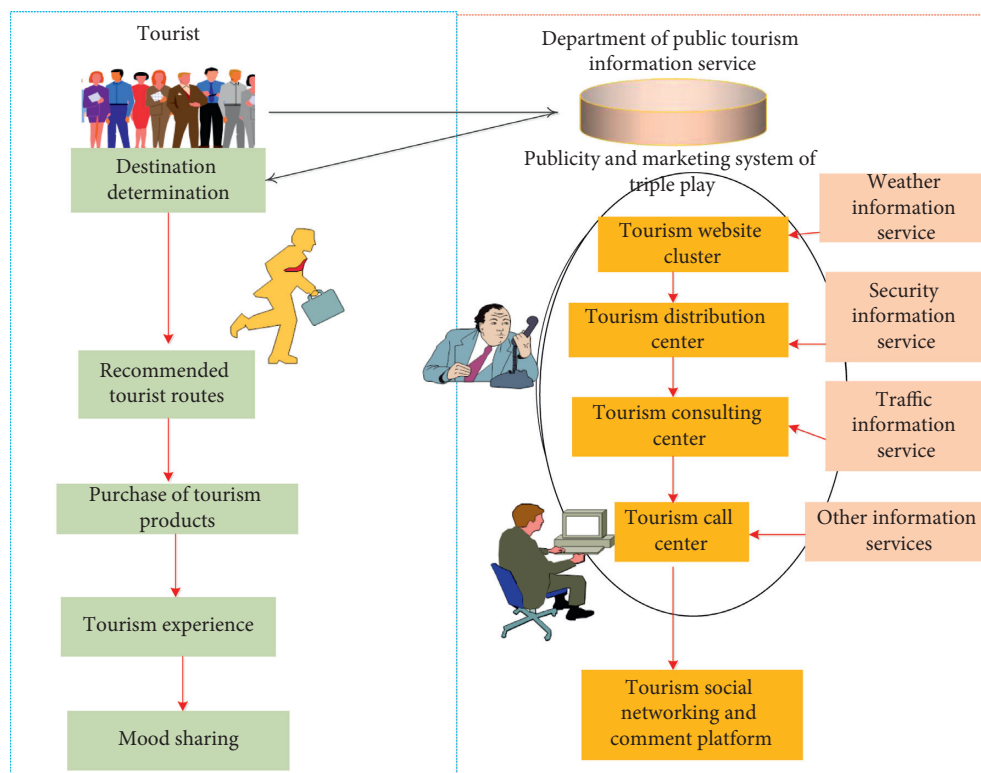 Tourist
Destination
determination
Recommended
tourist routes
Purchase of tourism
products
Tourism experience
Mood sharing
Department of public tourism
information service
Publicity and marketing system of
triple play
Tourism website
cluster
Tourism distribution
center
Tourism consulting
center
Tourism call
center
Tourism social
networking and
comment platform
Weather
information
service
Security
information
service
Traffic
information
service
Other information
services